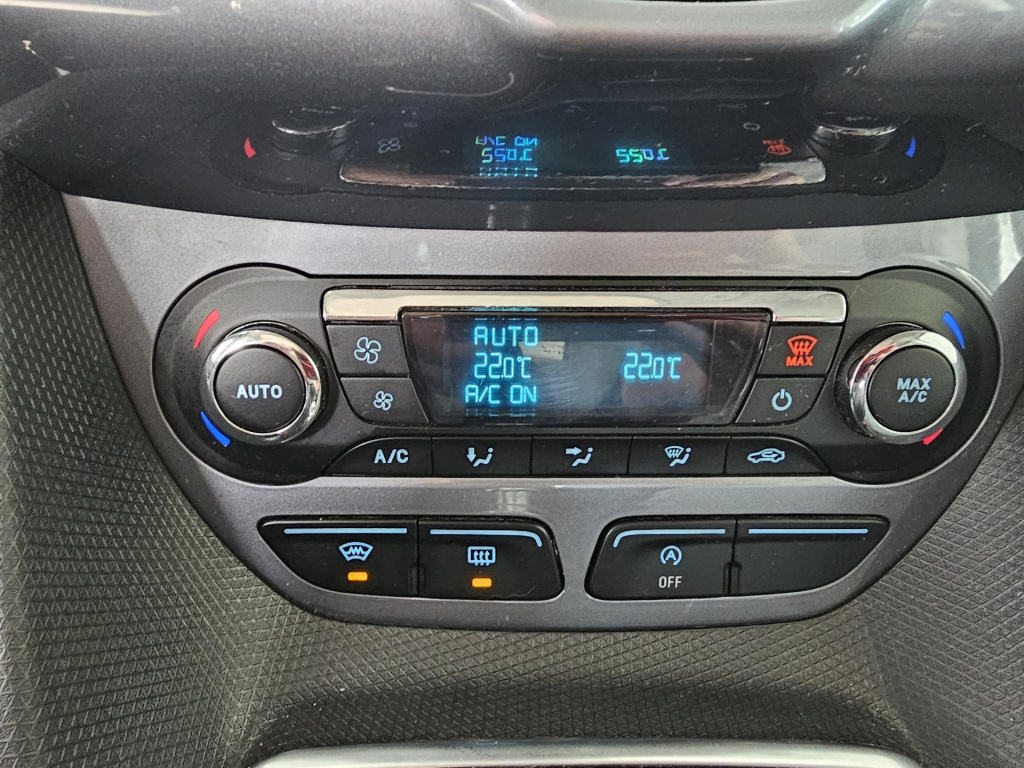 AUTO
22.0°C 22.0°C
A/C ON
AUTO
MAX
MAX
A/C
A/C
A
OFF